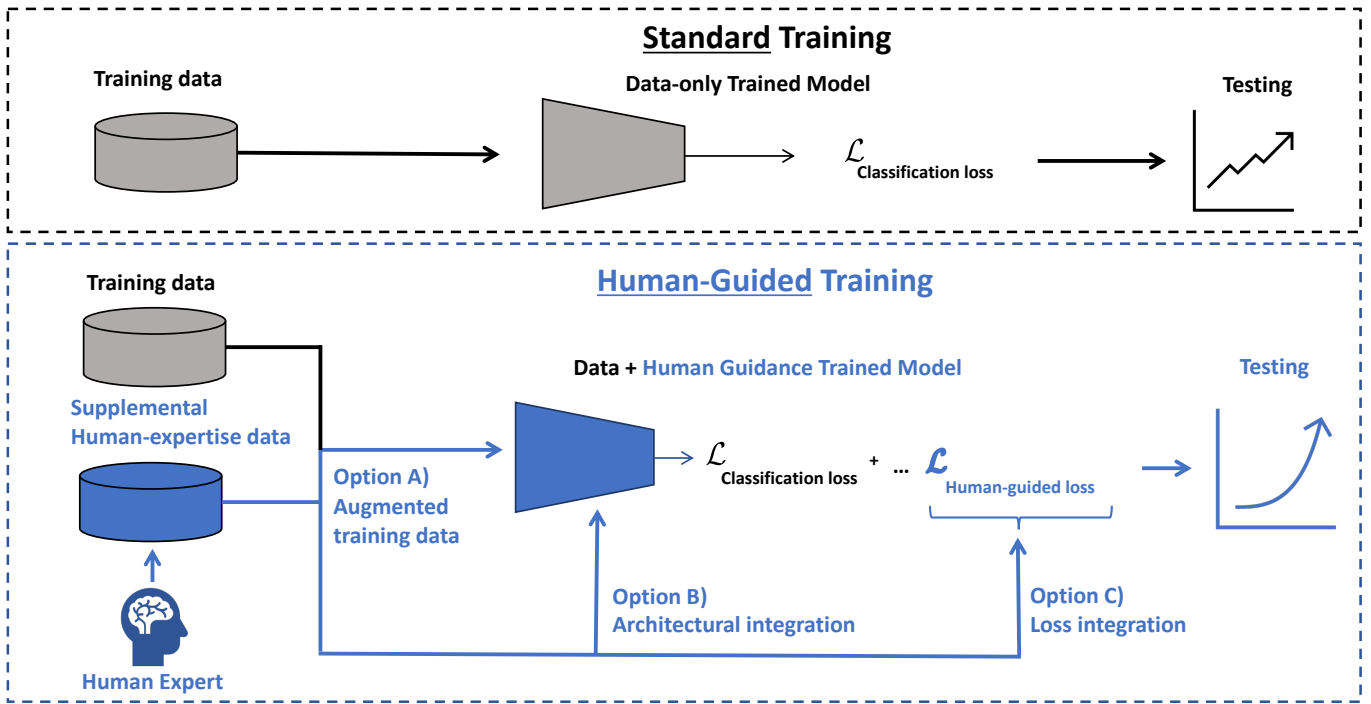 Standard Training
Training data
Data-only Trained Model
Testing
ℒ Classification loss
Human-Guided Training
Training data
Data + Human Guidance Trained Model
Testing
Supplemental
Human-expertise data
ℒ Classification loss + ... ℒ Human-guided loss
Option A)
Augmented
training data
Option B)
Architectural integration
Option C)
Loss integration
Human Expert